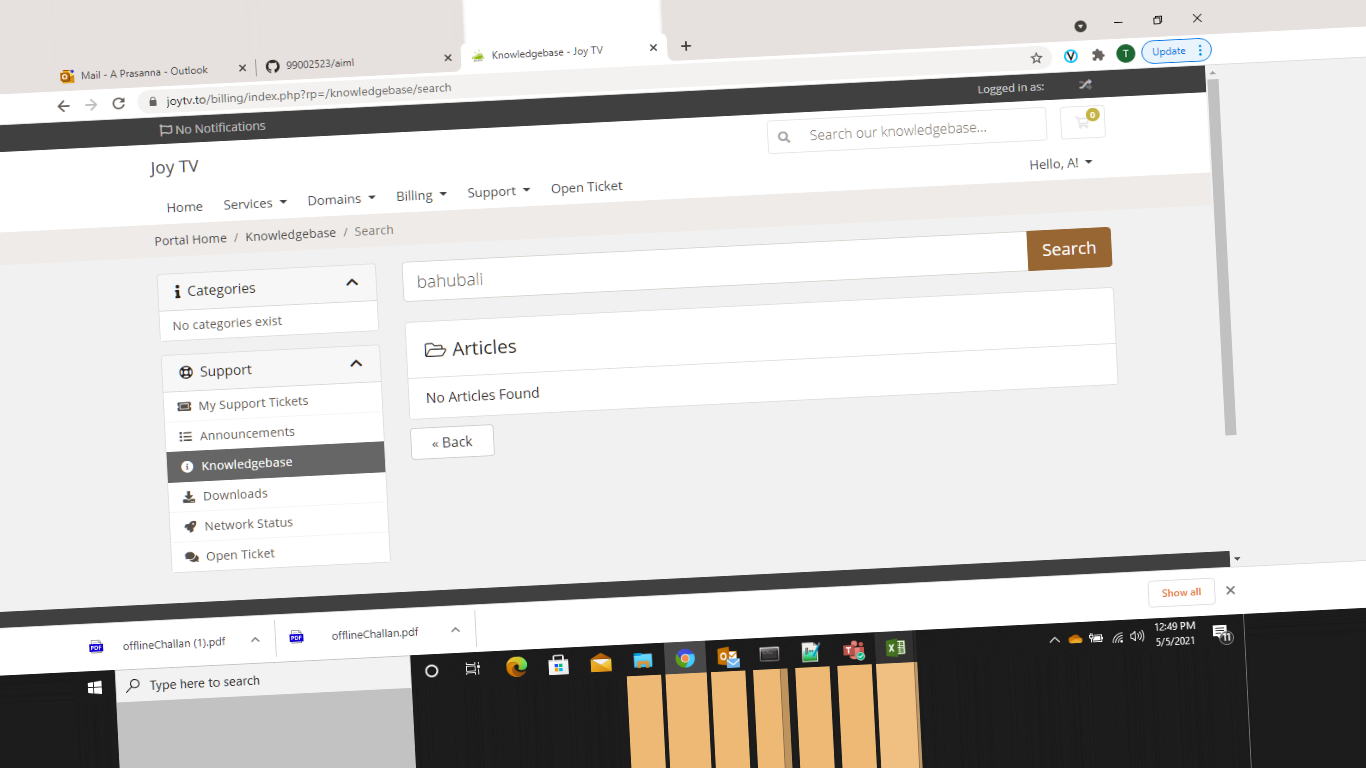 Mail - A Prasanna - Outlook
99002523/aiml
Knowledgebase - Joy TV
joytv.to/billing/index.php?rp=/knowledgebase/search
T
Update
No Notifications
Logged in as:
Joy TV
Search our knowledgebase...
0
Hello, A!
Home Services Domains Billing Support Open Ticket
Portal Home / Knowledgebase / Search
Categories
No categories exist
bahubali
Search
Articles
No Articles Found
« Back
Support
My Support Tickets
Announcements
Knowledgebase
Downloads
Network Status
Open Ticket
offlineChallan (1).pdf
offlineChallan.pdf
Show all
Type here to search
12:49 PM
5/5/2021
11